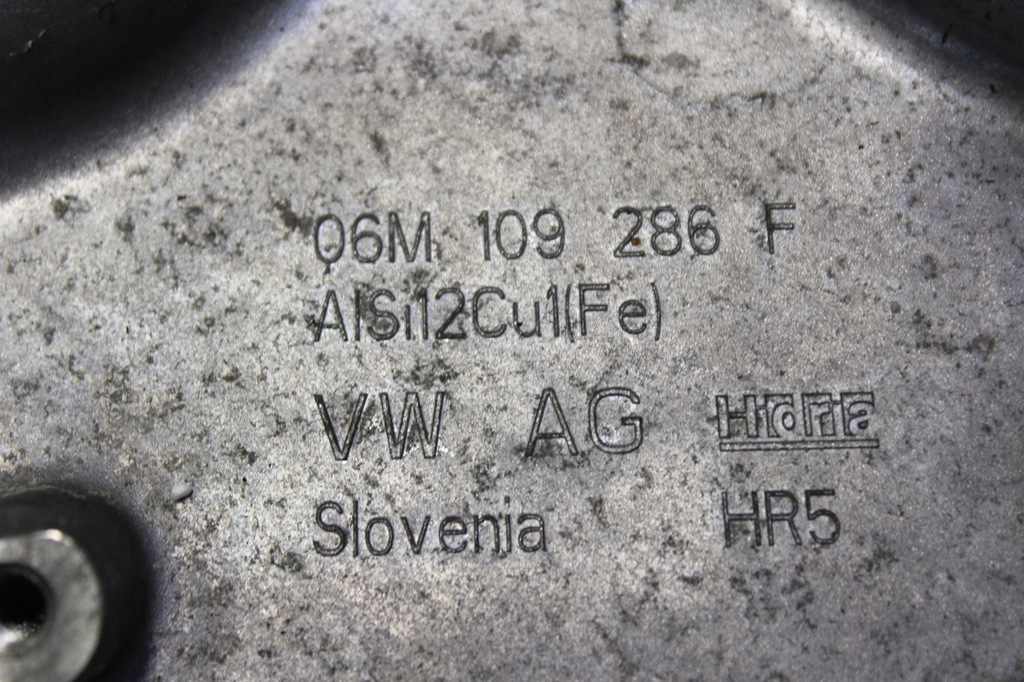 06M 109 286 F
AlSi12Cu1(Fe)
VW AG Hidria
Slovenia HR5